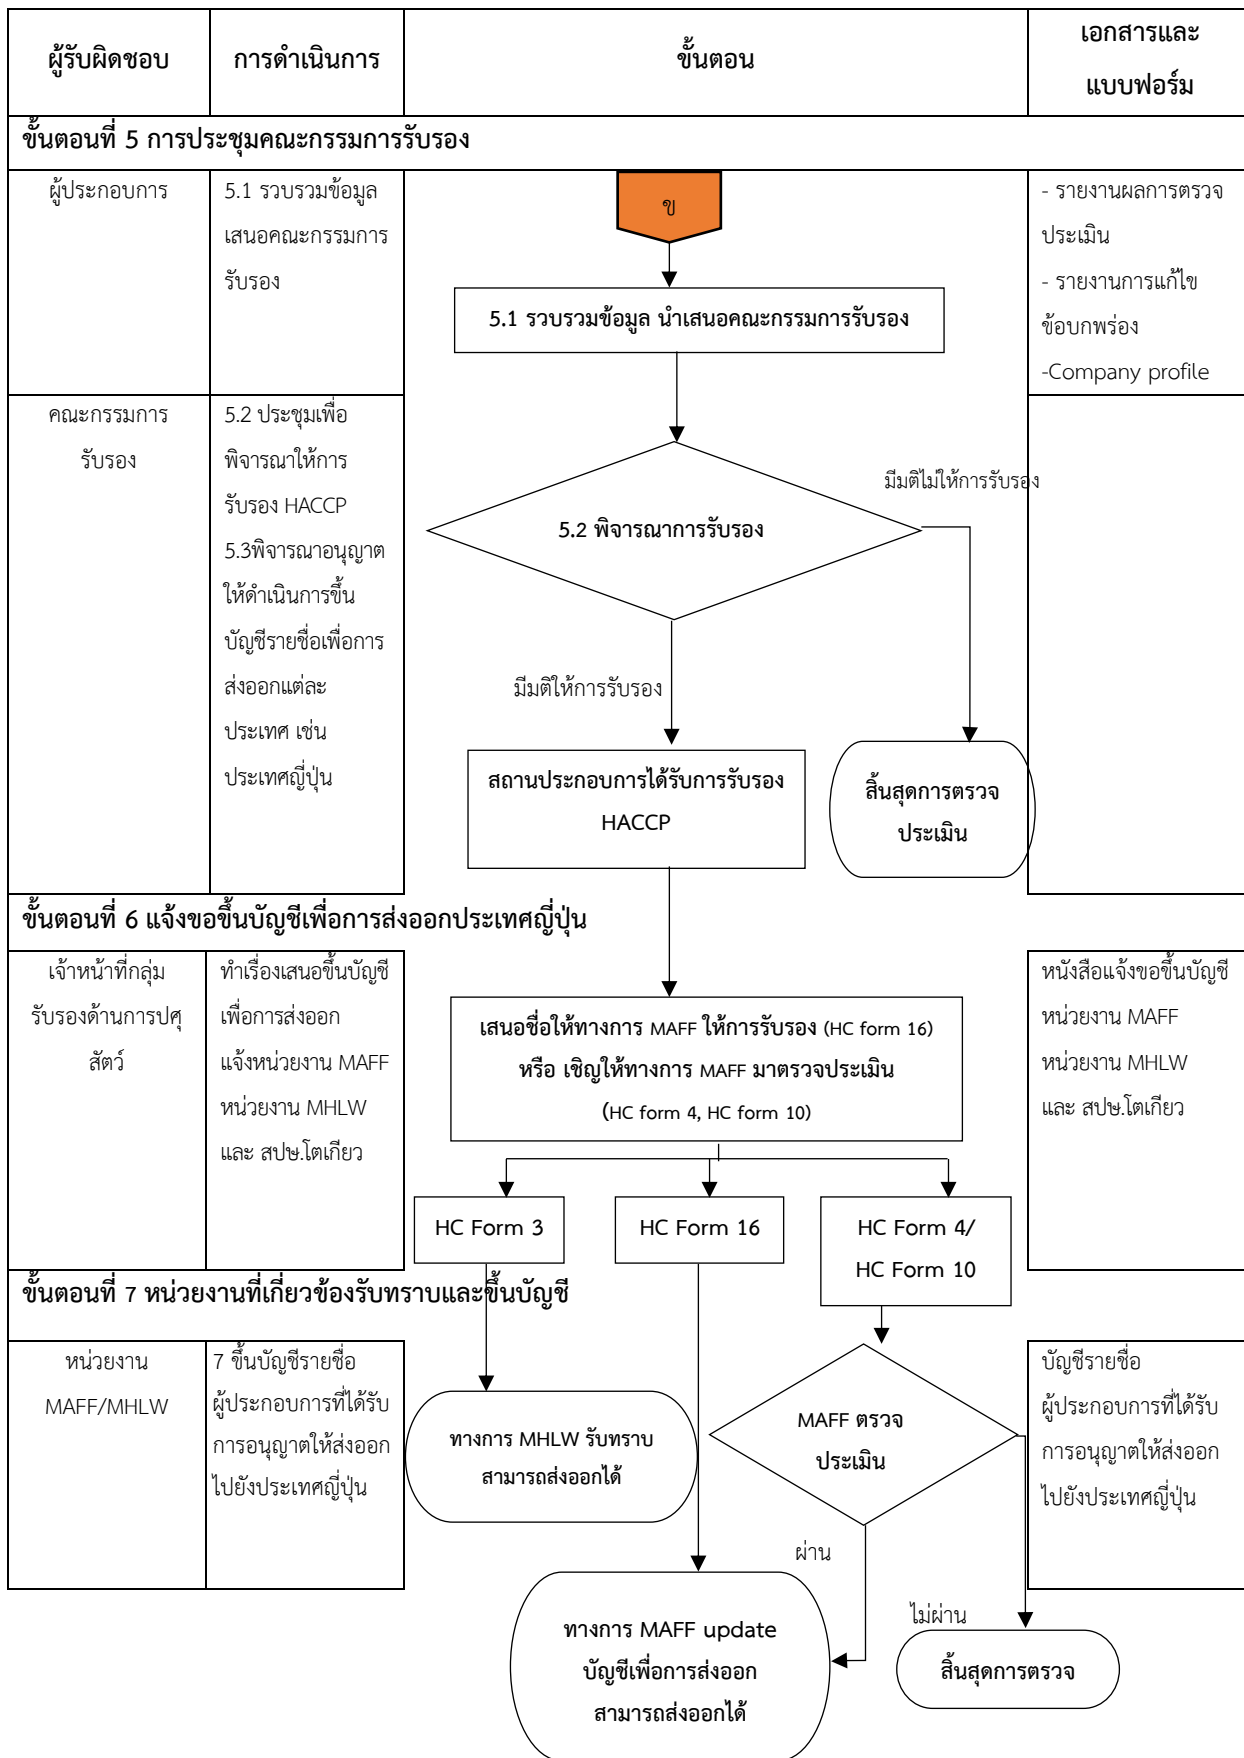 ผู้รับผิดชอบ
การดำเนินการ
ขั้นตอน
เอกสารและ
แบบฟอร์ม
ขั้นตอนที่ 5 การประชุมคณะกรรมการรับรอง
ผู้ประกอบการ
5.1 รวบรวมข้อมูล
เสนอคณะกรรมการ
รับรอง
ข
5.1 รวบรวมข้อมูล นำเสนอคณะกรรมการรับรอง
- รายงานผลการตรวจ
ประเมิน
- รายงานการแก้ไข
ข้อบกพร่อง
-Company profile
คณะกรรมการ
รับรอง
5.2 ประชุมเพื่อ
พิจารณาให้การ
รับรอง HACCP
5.3พิจารณาอนุญาต
ให้ดำเนินการขึ้น
บัญชีรายชื่อเพื่อการ
ส่งออกแต่ละ
ประเทศ เช่น
ประเทศญี่ปุ่น
5.2 พิจารณาการรับรอง
มีมติไม่ให้การรับรอง
มีมติให้การรับรอง
สถานประกอบการได้รับการรับรอง
HACCP
สิ้นสุดการตรวจ
ประเมิน
ขั้นตอนที่ 6 แจ้งขอขึ้นบัญชีเพื่อการส่งออกประเทศญี่ปุ่น
เจ้าหน้าที่กลุ่ม
รับรองด้านการปศุ
สัตว์
ทำเรื่องเสนอขึ้นบัญชี
เพื่อการส่งออก
แจ้งหน่วยงาน MAFF
หน่วยงาน MHLW
และ สปษ.โตเกียว
เสนอชื่อให้ทางการ MAFF ให้การรับรอง (HC form 16)
หรือ เชิญให้ทางการ MAFF มาตรวจประเมิน
(HC form 4, HC form 10)
หนังสือแจ้งขอขึ้นบัญชี
หน่วยงาน MAFF
หน่วยงาน MHLW
และ สปษ.โตเกียว
HC Form 3
HC Form 16
HC Form 4/
HC Form 10
ขั้นตอนที่ 7 หน่วยงานที่เกี่ยวข้องรับทราบและขึ้นบัญชี
หน่วยงาน
MAFF/MHLW
7 ขึ้นบัญชีรายชื่อ
ผู้ประกอบการที่ได้รับ
การอนุญาตให้ส่งออก
ไปยังประเทศญี่ปุ่น
ทางการ MHLW รับทราบ
สามารถส่งออกได้
MAFF ตรวจ
ประเมิน
บัญชีรายชื่อ
ผู้ประกอบการที่ได้รับ
การอนุญาตให้ส่งออก
ไปยังประเทศญี่ปุ่น
ผ่าน
ไม่ผ่าน
ทางการ MAFF update
บัญชีเพื่อการส่งออก
สามารถส่งออกได้
สิ้นสุดการตรวจ